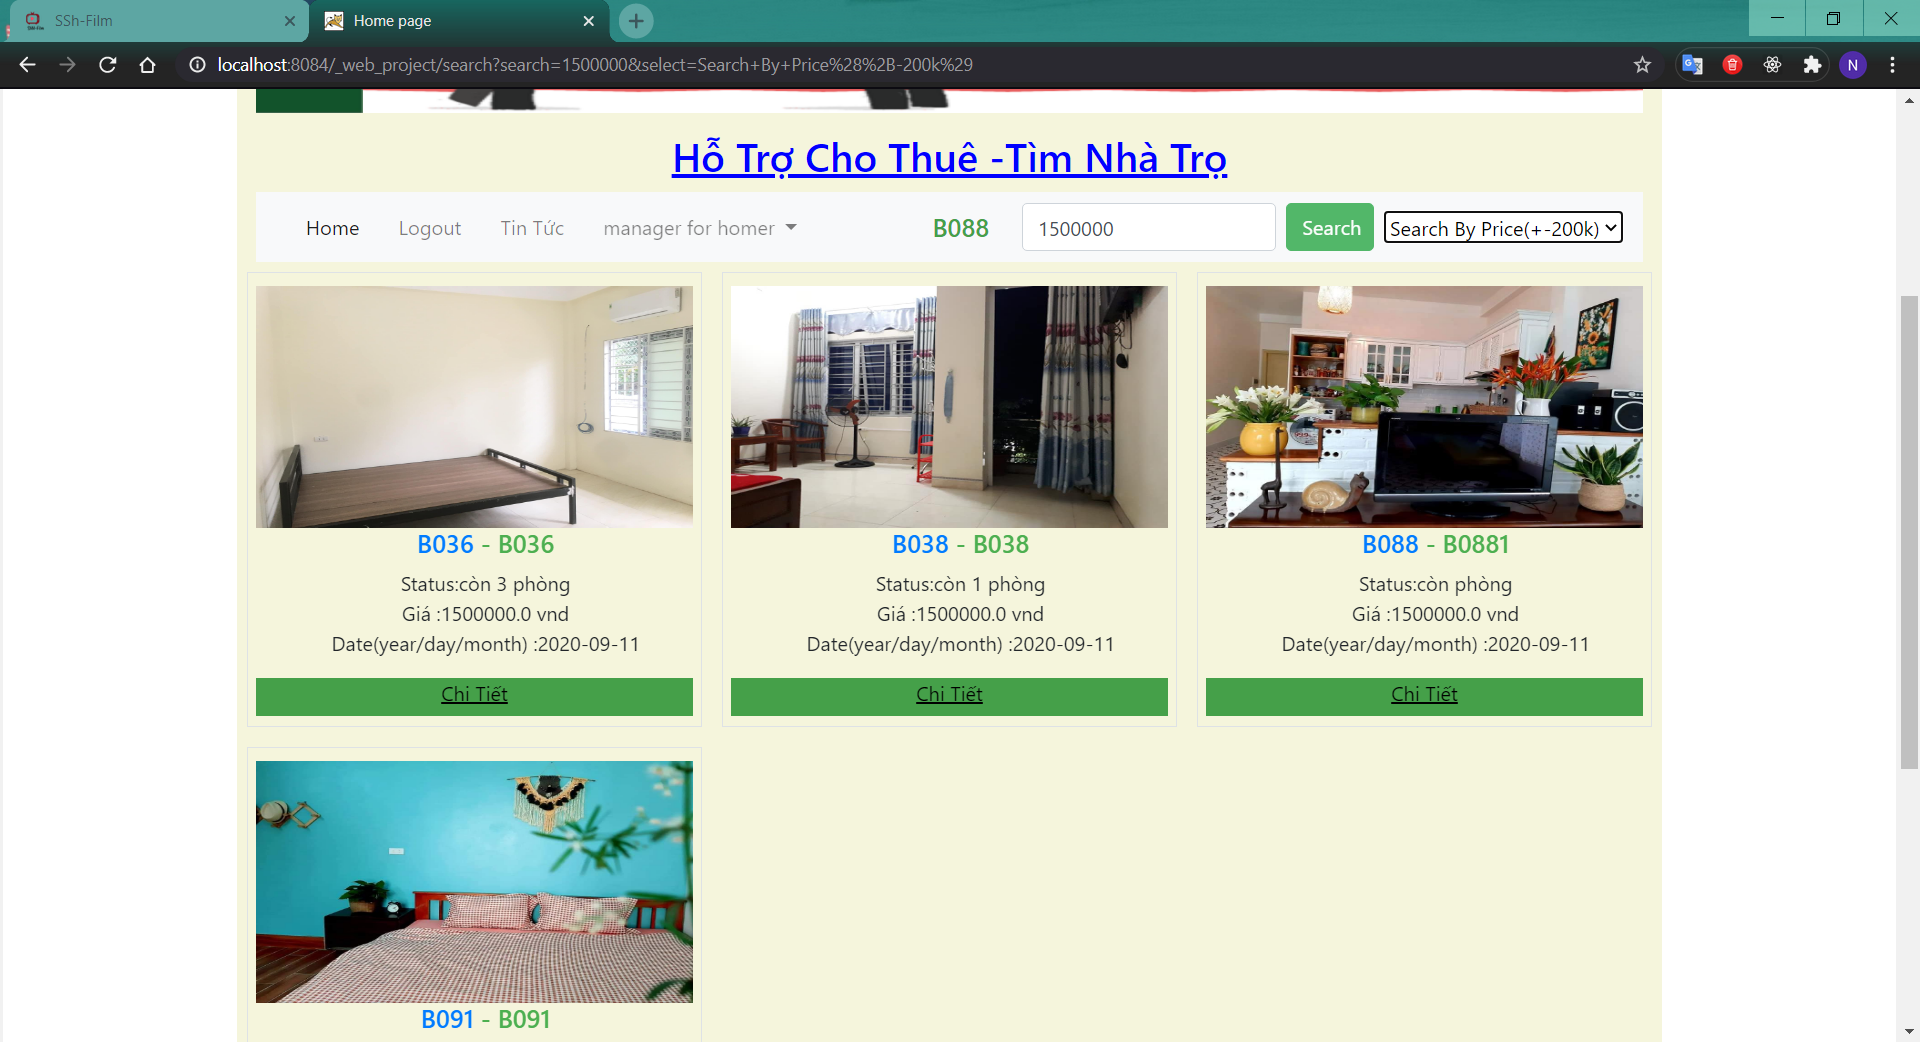 SSh-Film
Home page
localhost:8084/_web_project/search?search=1500000&select=Search+By+Price%28%2B-200k%29
N
Hỗ Trợ Cho Thuê -Tìm Nhà Trọ
Home Logout Tin Tức manager for homer B088 1500000 Search Search By Price(+-200k)
B036 - B036
Status:còn 3 phòng
Giá :1500000.0 vnd
Date(year/day/month) :2020-09-11
Chi Tiết
B038 - B038
Status:còn 1 phòng
Giá :1500000.0 vnd
Date(year/day/month) :2020-09-11
Chi Tiết
B088 - B0881
Status:còn phòng
Giá :1500000.0 vnd
Date(year/day/month) :2020-09-11
Chi Tiết
B091 - B091